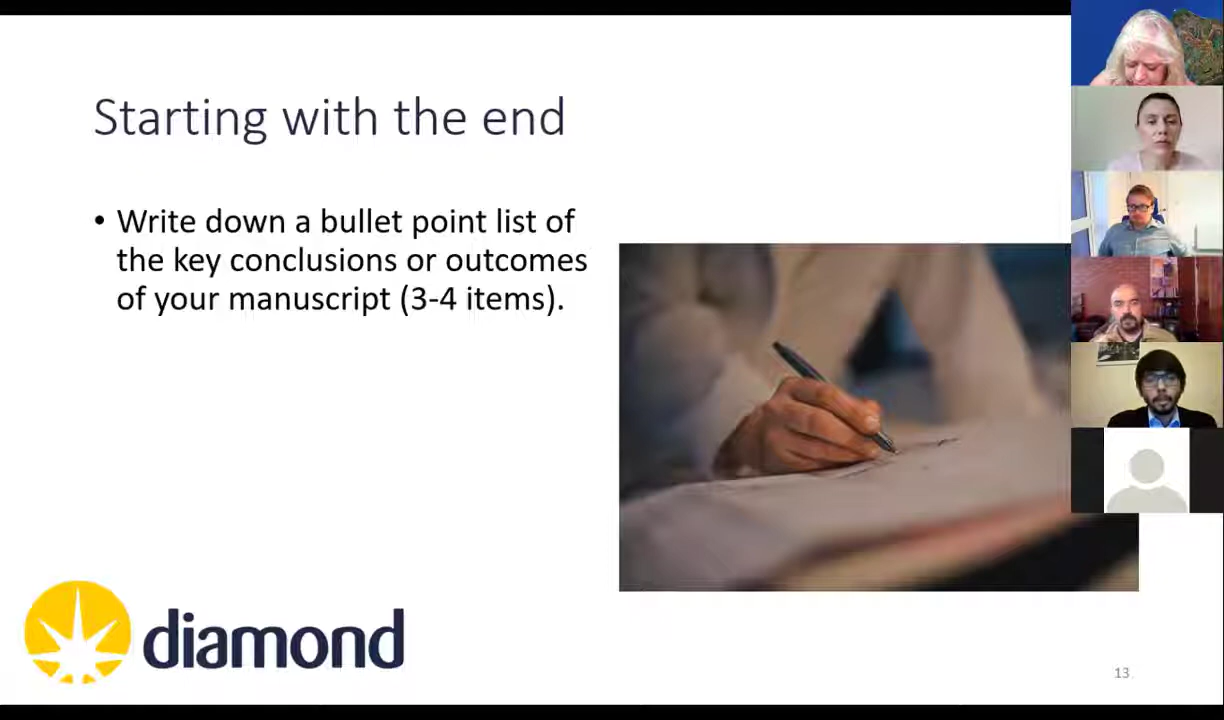 Starting with the end
• Write down a bullet point list of
the key conclusions or outcomes
of your manuscript (3-4 items).
diamond
13